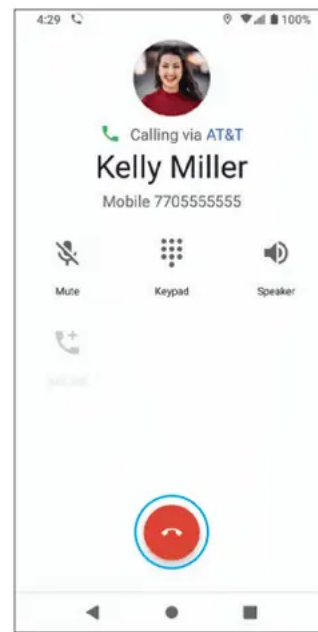 4:29 100%
Calling via AT&T
Kelly Miller
Mobile 7705555555
Mute Keypad Speaker